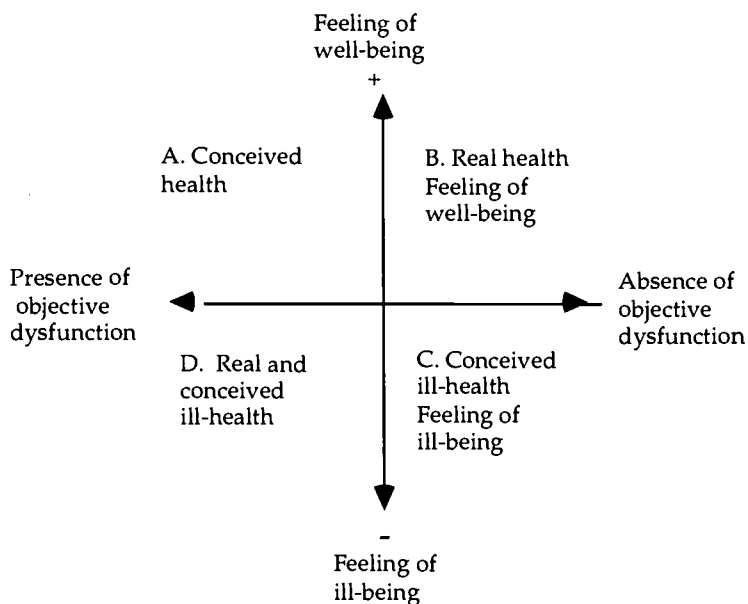 Feeling of
well-being
+
A. Conceived
health
B. Real health
Feeling of
well-being
Presence of
objective
dysfunction
Absence of
objective
dysfunction
D. Real and
conceived
ill-health
C. Conceived
ill-health
Feeling of
ill-being
-
Feeling of
ill-being